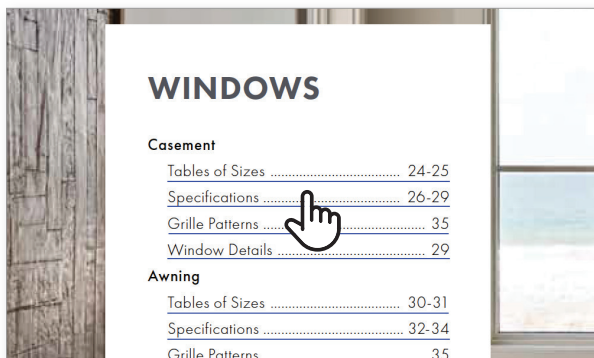 WINDOWS
Casement
Tables of Sizes ................................ 24-25
Specifications .................................. 26-29
Grille Patterns ........................................ 35
Window Details .................................... 29
Awning
Tables of Sizes ................................ 30-31
Specifications .................................. 32-34
Grille Patterns ........................................ 35